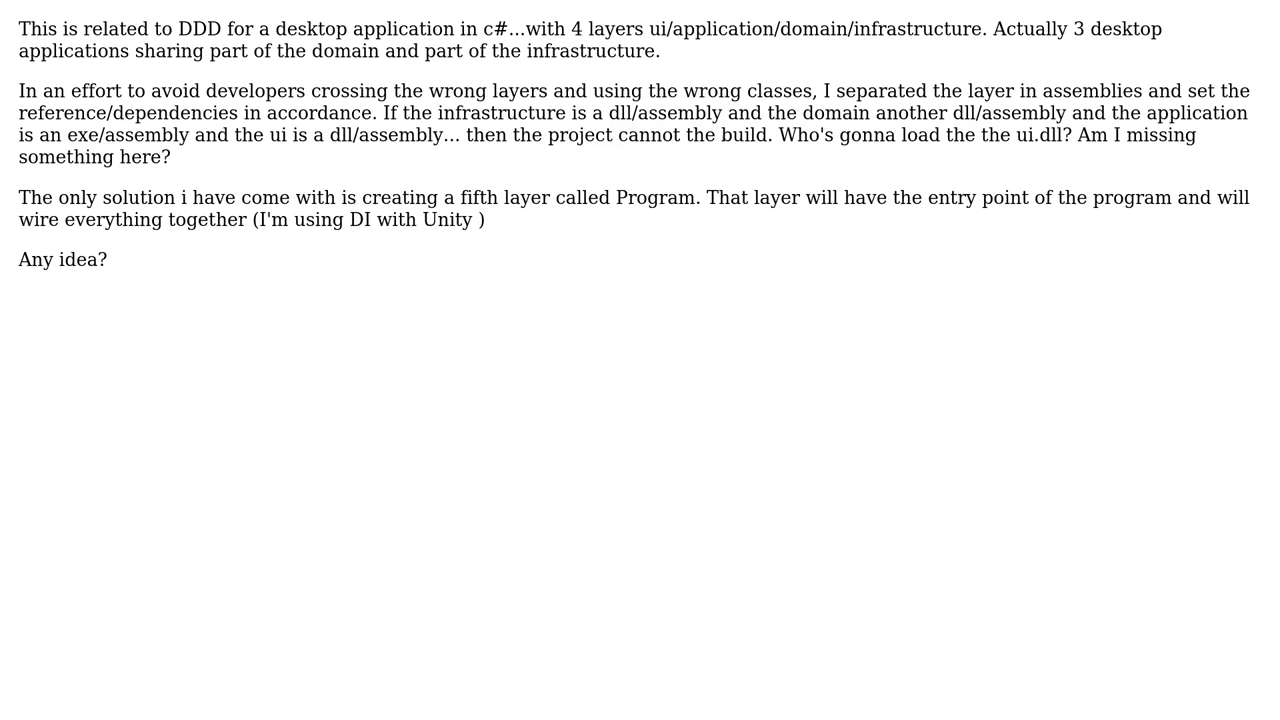 This is related to DDD for a desktop application in c#...with 4 layers ui/application/domain/infrastructure. Actually 3 desktop
applications sharing part of the domain and part of the infrastructure.
In an effort to avoid developers crossing the wrong layers and using the wrong classes, I separated the layer in assemblies and set the
reference/dependencies in accordance. If the infrastructure is a dll/assembly and the domain another dll/assembly and the application
is an exe/assembly and the ui is a dll/assembly... then the project cannot the build. Who's gonna load the the ui.dll? Am I missing
something here?
The only solution i have come with is creating a fifth layer called Program. That layer will have the entry point of the program and will
wire everything together (I'm using DI with Unity )
Any idea?